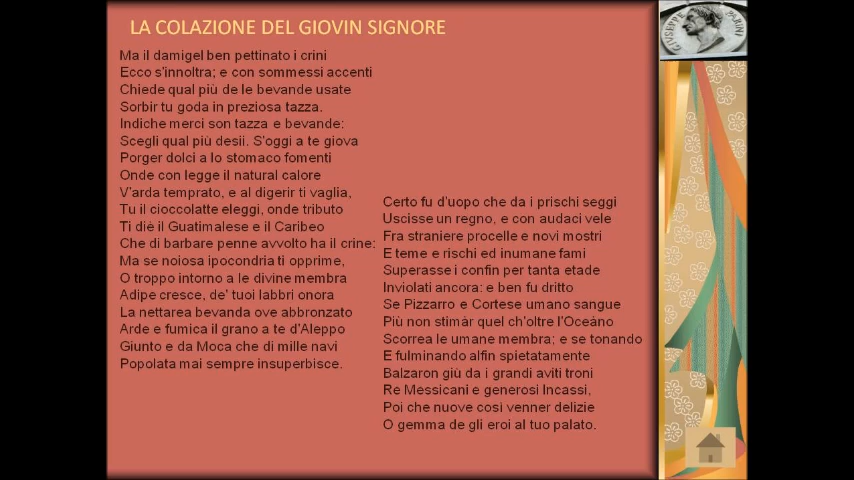 LA COLAZIONE DEL GIOVIN SIGNORE
Ma il damigel ben pettinato i crini
Ecco s'innoltra; e con sommessi accenti
Chiede qual più de le bevande usate
Sorbir tu goda in preziosa tazza.
Indiche merci son tazza e bevande:
Scegli qual più desii. S'oggi a te giova
Porger dolci a lo stomaco fomenti
Onde con legge il natural calore
V'arda temprato, e al digerir ti vaglia,
Tu il cioccolatte eleggi, onde tributo
Ti diè il Guatimalese e il Caribeo
Che di barbare penne avvolto ha il crine:
Ma se noiosa ipocondria ti opprime,
O troppo intorno a le divine membra
Adipe cresce, de' tuoi labbri onora
La nettarea bevanda ove abbronzato
Arde e fumica il grano a te d'Aleppo
Giunto e da Moca che di mille navi
Popolata mai sempre insuperbisce.
Certo fu d'uopo che da i prischi seggi
Uscisse un regno, e con audaci vele
Fra straniere procelle e novi mostri
E teme e rischi ed inumane fami
Superasse i confin per tanta etade
Inviolati ancora: e ben fu dritto
Se Pizzarro e Cortese umano sangue
Più non stimàr quel ch'oltre l'Oceáno
Scorrea le umane membra; e se tonando
E fulminando alfin spietatamente
Balzaron giù da i grandi aviti troni
Re Messicani e generosi Incassi,
Poi che nuove così venner delizie
O gemma de gli eroi al tuo palato.
GIUSEPPE PARINI